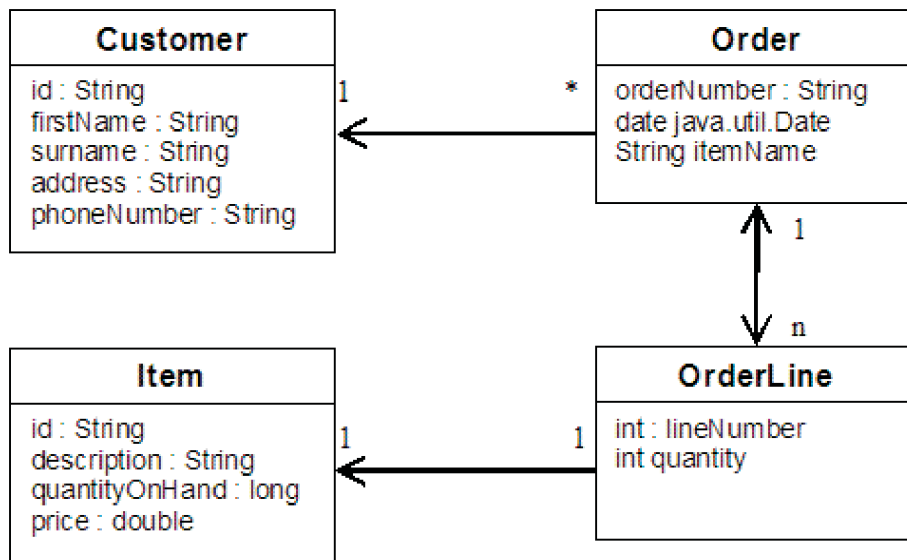 Customer
id : String
firstName : String
surname : String
address : String
phoneNumber : String
1
*
Order
orderNumber : String
date java.util.Date
String itemName
1
n
Item
id : String
description : String
quantityOnHand : long
price : double
1
1
OrderLine
int : lineNumber
int quantity